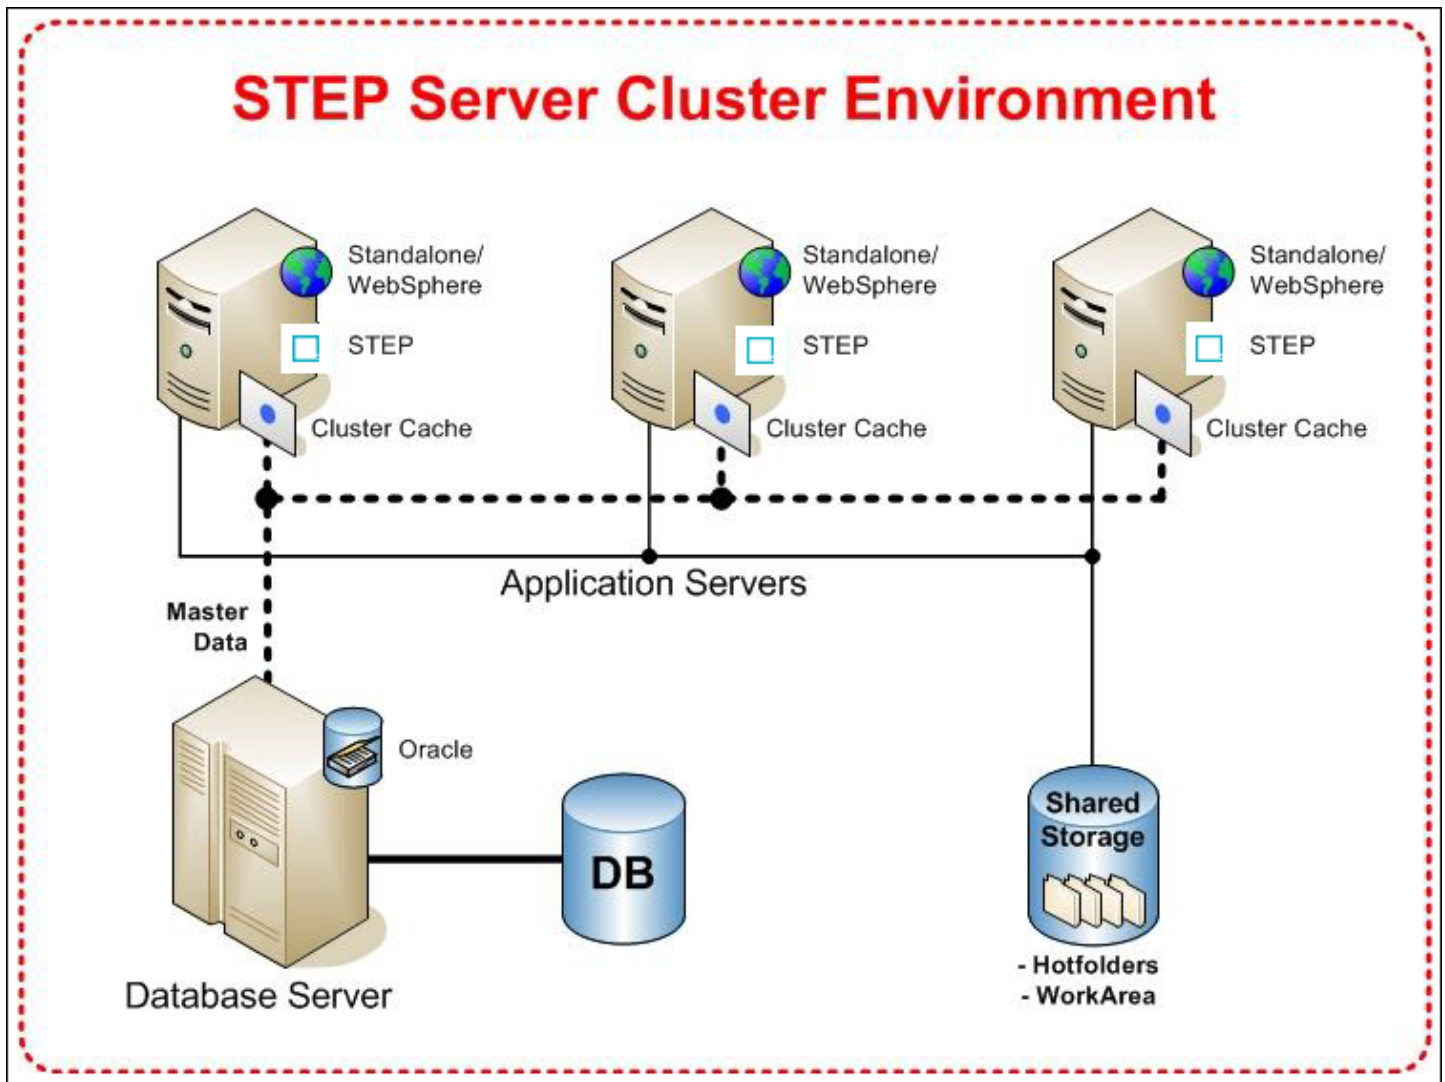 STEP Server Cluster Environment
Standalone/
WebSphere
STEP
Cluster Cache
Standalone/
WebSphere
STEP
Cluster Cache
Standalone/
WebSphere
STEP
Cluster Cache
Application Servers
Master
Data
Oracle
DB
Database Server
Shared
Storage
- Hotfolders
- WorkArea